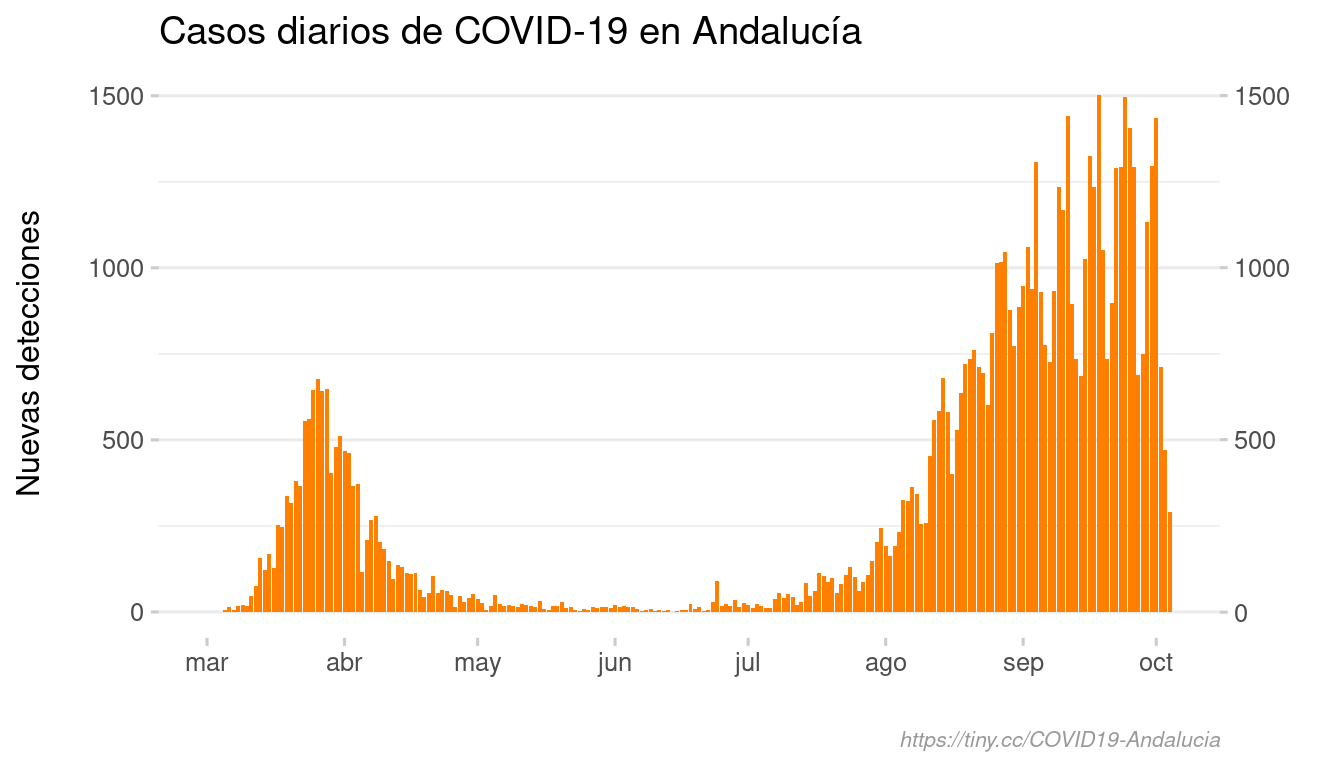 Casos diarios de COVID-19 en Andalucía
Nuevas detecciones
1500 1500
1000 1000
500 500
0 0
mar abr may jun jul ago sep oct
https://tiny.cc/COVID19-Andalucia